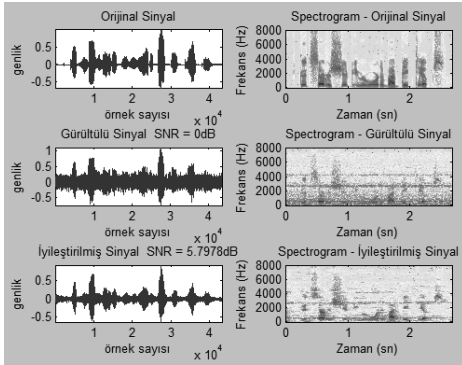 Orijinal Sinyal
genlik
0.5
0
-0.5
1 2 3 4
örnek sayısı x 10^4
Spectrogram - Orijinal Sinyal
Frekans (Hz)
8000
6000
4000
2000
0
0 1 2
Zaman (sn)
Gürültülü Sinyal SNR = 0dB
genlik
1
0.5
0
-0.5
1 2 3 4
örnek sayısı x 10^4
Spectrogram - Gürültülü Sinyal
Frekans (Hz)
8000
6000
4000
2000
0
0 1 2
Zaman (sn)
İyileştirilmiş Sinyal SNR = 5.7978dB
genlik
0.5
0
-0.5
1 2 3 4
örnek sayısı x 10^4
Spectrogram - İyileştirilmiş Sinyal
Frekans (Hz)
8000
6000
4000
2000
0
0 1 2
Zaman (sn)